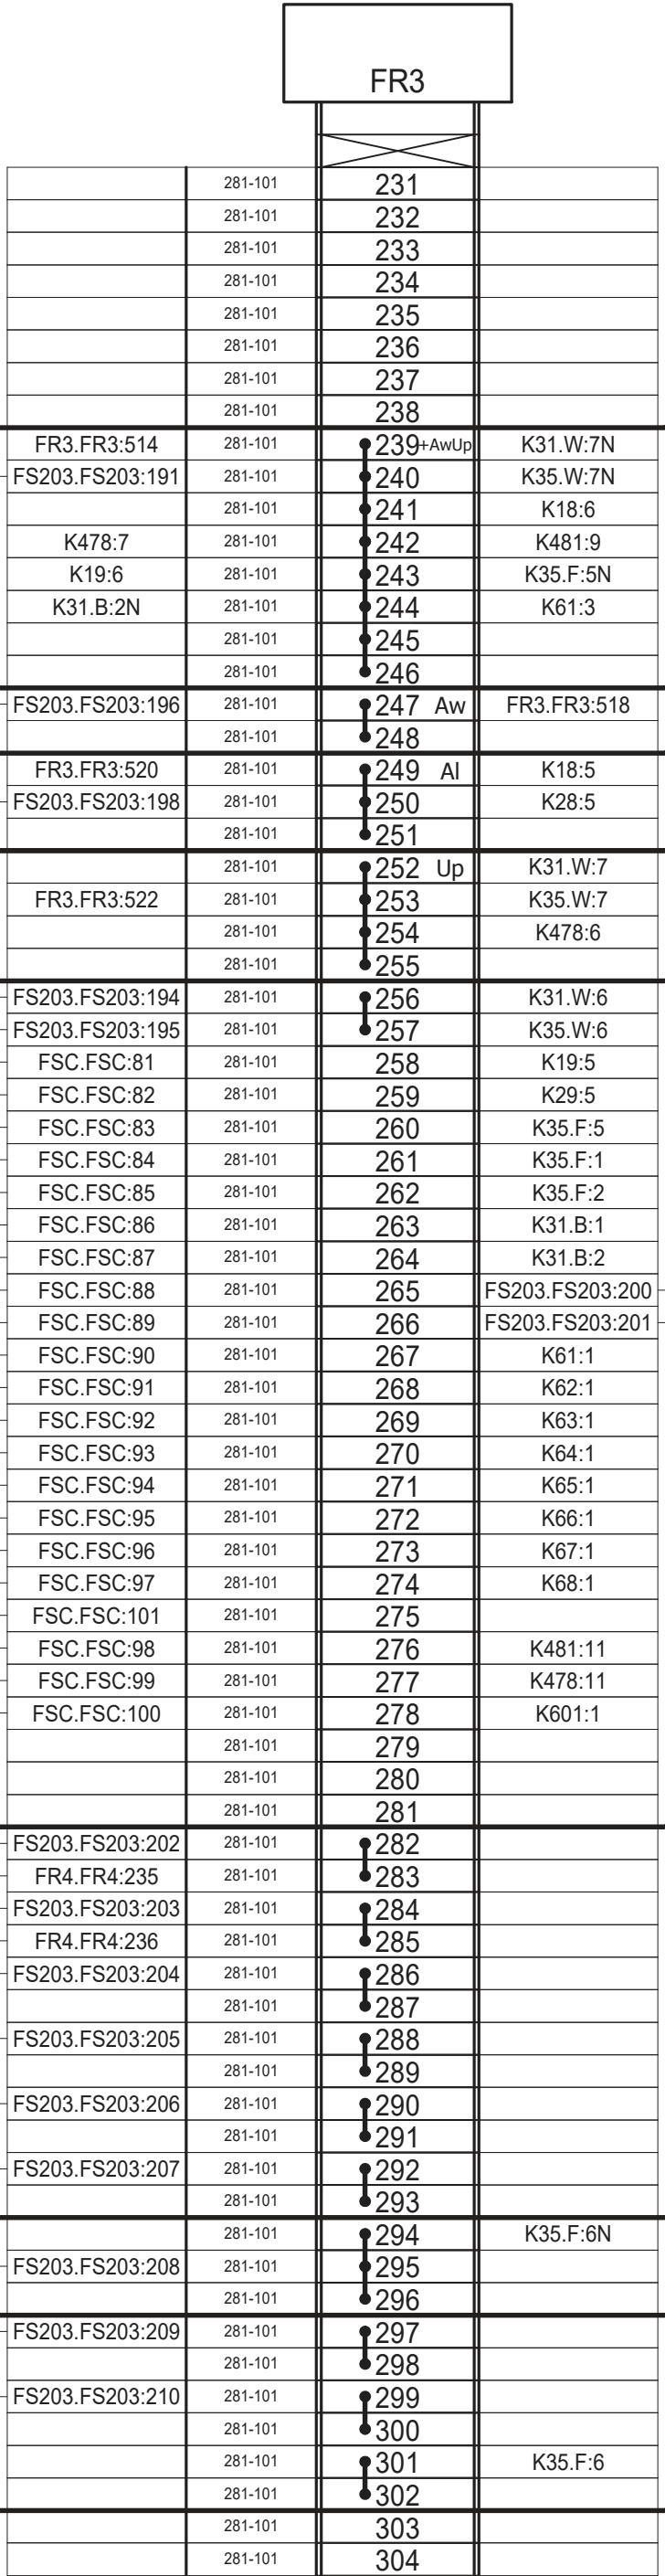 FR3
281-101 231
281-101 232
281-101 233
281-101 234
281-101 235
281-101 236
281-101 237
281-101 238
FR3.FR3:514 281-101 239 +AwUp K31.W:7N
FS203.FS203:191 281-101 240 K35.W:7N
281-101 241 K18:6
K478:7 281-101 242 K481:9
K19:6 281-101 243 K35.F:5N
K31.B:2N 281-101 244 K61:3
281-101 245
281-101 246
FS203.FS203:196 281-101 247 Aw FR3.FR3:518
281-101 248
FR3.FR3:520 281-101 249 Al K18:5
FS203.FS203:198 281-101 250 K28:5
281-101 251
281-101 252 Up K31.W:7
FR3.FR3:522 281-101 253 K35.W:7
281-101 254 K478:6
281-101 255
FS203.FS203:194 281-101 256 K31.W:6
FS203.FS203:195 281-101 257 K35.W:6
FSC.FSC:81 281-101 258 K19:5
FSC.FSC:82 281-101 259 K29:5
FSC.FSC:83 281-101 260 K35.F:5
FSC.FSC:84 281-101 261 K35.F:1
FSC.FSC:85 281-101 262 K35.F:2
FSC.FSC:86 281-101 263 K31.B:1
FSC.FSC:87 281-101 264 K31.B:2
FSC.FSC:88 281-101 265 FS203.FS203:200
FSC.FSC:89 281-101 266 FS203.FS203:201
FSC.FSC:90 281-101 267 K61:1
FSC.FSC:91 281-101 268 K62:1
FSC.FSC:92 281-101 269 K63:1
FSC.FSC:93 281-101 270 K64:1
FSC.FSC:94 281-101 271 K65:1
FSC.FSC:95 281-101 272 K66:1
FSC.FSC:96 281-101 273 K67:1
FSC.FSC:97 281-101 274 K68:1
FSC.FSC:101 281-101 275
FSC.FSC:98 281-101 276 K481:11
FSC.FSC:99 281-101 277 K478:11
FSC.FSC:100 281-101 278 K601:1
281-101 279
281-101 280
281-101 281
FS203.FS203:202 281-101 282
FR4.FR4:235 281-101 283
FS203.FS203:203 281-101 284
FR4.FR4:236 281-101 285
FS203.FS203:204 281-101 286
281-101 287
FS203.FS203:205 281-101 288
281-101 289
FS203.FS203:206 281-101 290
281-101 291
FS203.FS203:207 281-101 292
281-101 293
281-101 294 K35.F:6N
FS203.FS203:208 281-101 295
281-101 296
FS203.FS203:209 281-101 297
281-101 298
FS203.FS203:210 281-101 299
281-101 300
281-101 301 K35.F:6
281-101 302
281-101 303
281-101 304